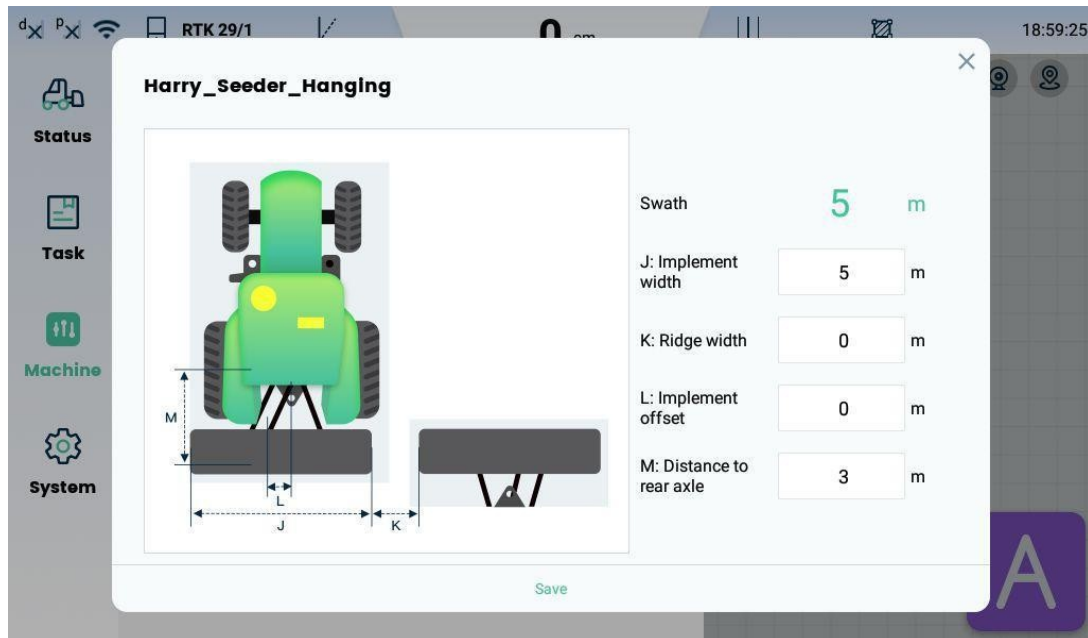 d P RTK 29/1 0 cm 18:59:25
Harry_Seeder_Hanging
Status
Task
Machine
System
M
L
J
K
Swath 5 m
J: Implement
width 5 m
K: Ridge width 0 m
L: Implement
offset 0 m
M: Distance to
rear axle 3 m
Save
A